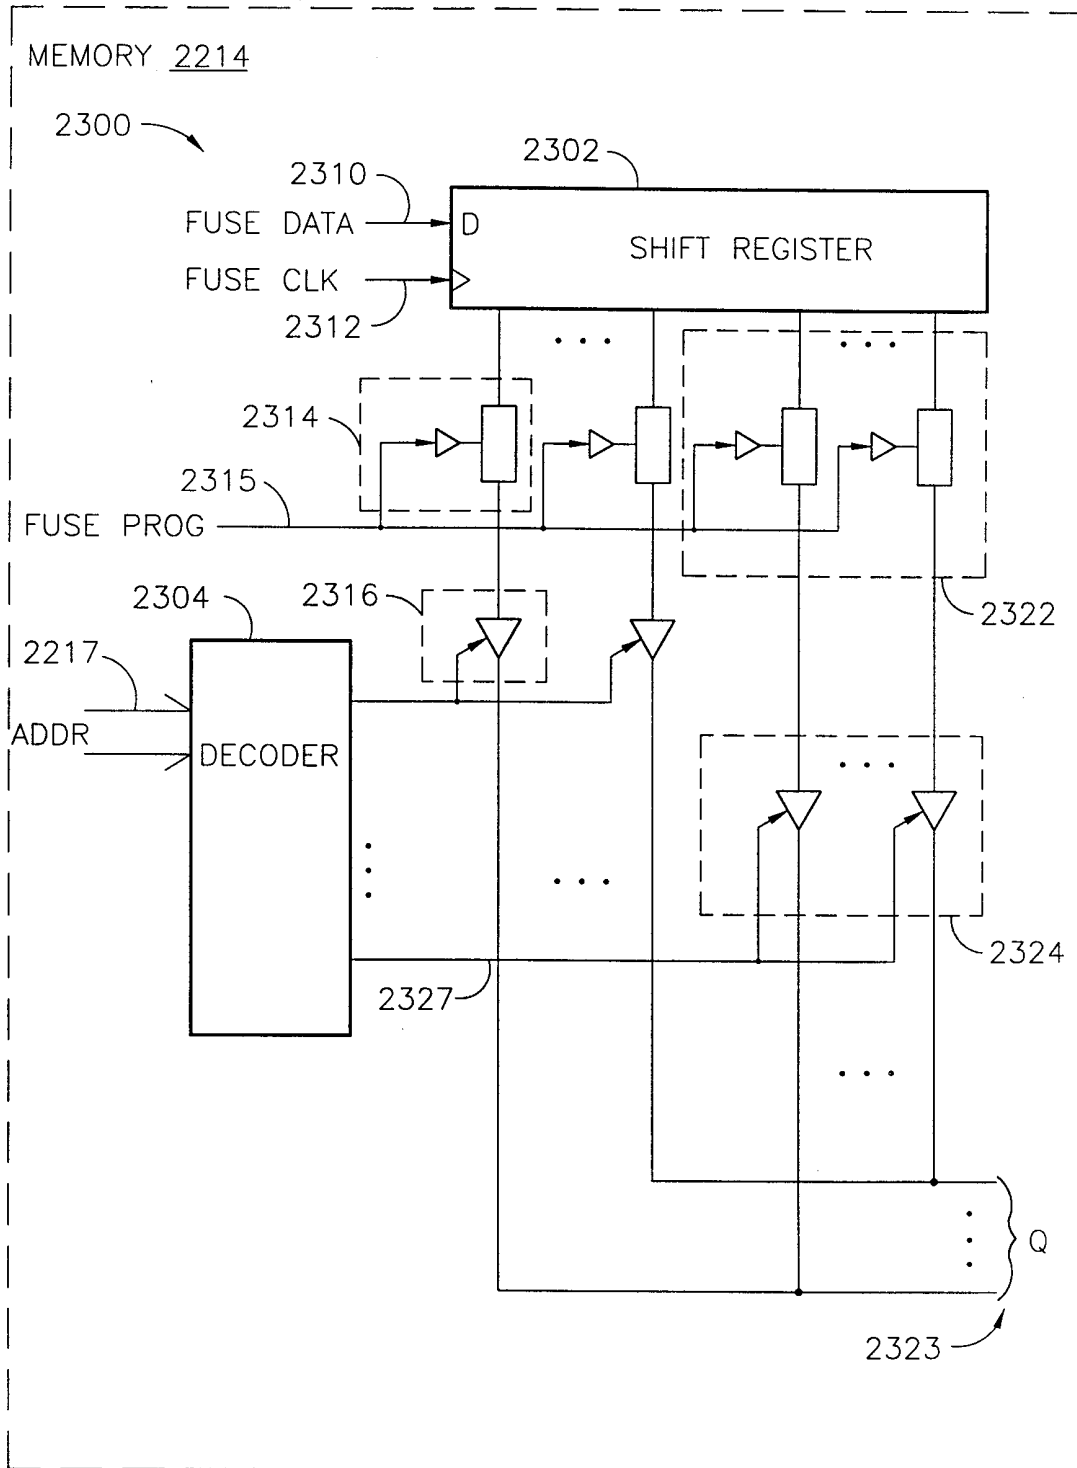 MEMORY 2214
2300
2302
2310
FUSE DATA
D
SHIFT REGISTER
FUSE CLK
2312
2314
2315
FUSE PROG
2304
2316
2322
2217
ADDR
DECODER
2324
2327
Q
2323